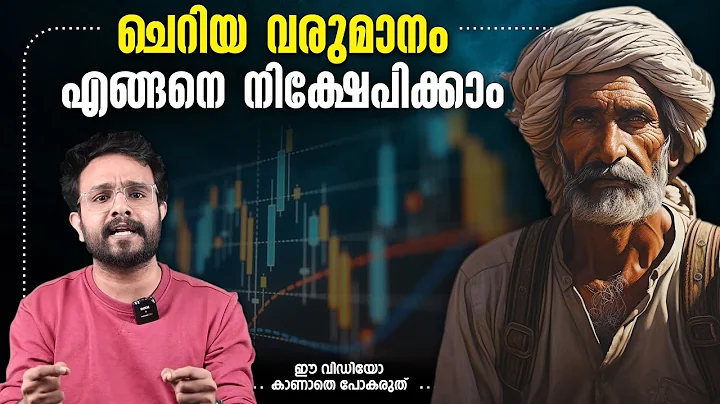 ചെറിയ വരുമാനം
എങ്ങനെ നിക്ഷേപിക്കാം
ഈ വിഡിയോ
കാണാതെ പോകരുത്